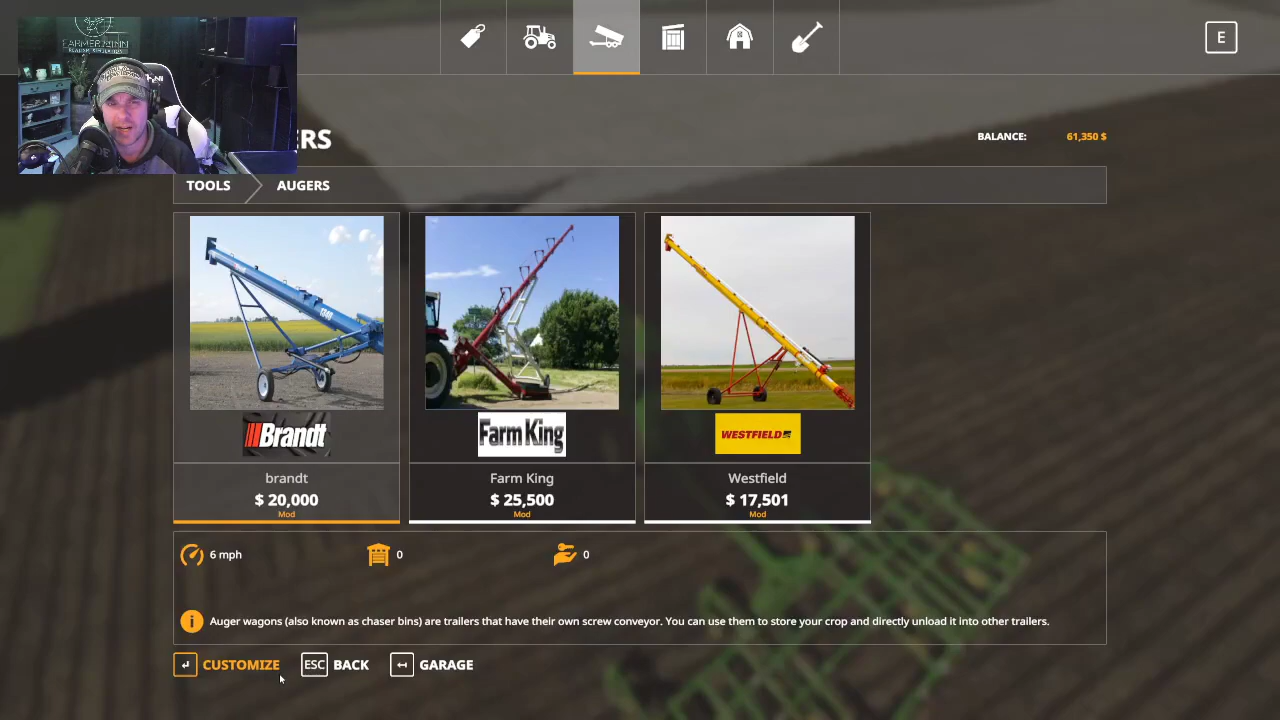 FARMER
E
ERS
BALANCE: 61,350 $
TOOLS AUGERS
1340
Brandt
Farm King
WESTFIELD
brandt
Farm King
Westfield
$ 20,000
$ 25,500
$ 17,501
Mod
Mod
Mod
6 mph
0
0
Auger wagons (also known as chaser bins) are trailers that have their own screw conveyor. You can use them to store your crop and directly unload it into other trailers.
CUSTOMIZE
ESC BACK
GARAGE